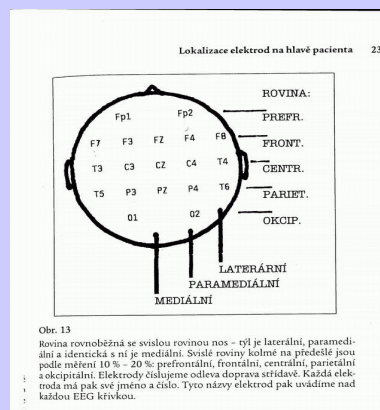 Lokalizace elektrod na hlavě pacienta 23
ROVINA:
Fp1 Fp2 PREFR.
F7 F3 FZ F4 F8 FRONT.
T3 C3 CZ C4 T4 CENTR.
T5 P3 PZ P4 T6 PARIET.
O1 O2 OKCIP.
LATERÁRNÍ
PARAMEDIÁLNÍ
MEDIÁLNÍ
Obr. 13
Rovina rovnoběžná se svislou rovinou nos – týl je laterální, paramedi-
ální a identická s ní je mediální. Svislé roviny kolmé na předešlé jsou
podle měření 10 % - 20 %: prefrontální, frontální, centrální, parietální
a okcipitální. Elektrody číslujeme odleva doprava střídavě. Každá elek-
troda má pak své jméno a číslo. Tyto názvy elektrod pak uvádíme nad
každou EEG křivkou.